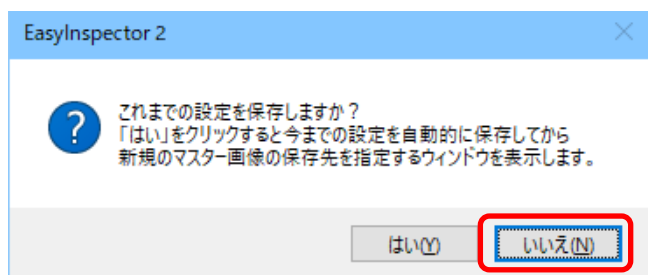 EasyInspector 2
これまでの設定を保存しますか？
「はい」をクリックすると今までの設定を自動的に保存してから
新規のマスター画像の保存先を指定するウィンドウを表示します。
はい(Y)
いいえ(N)